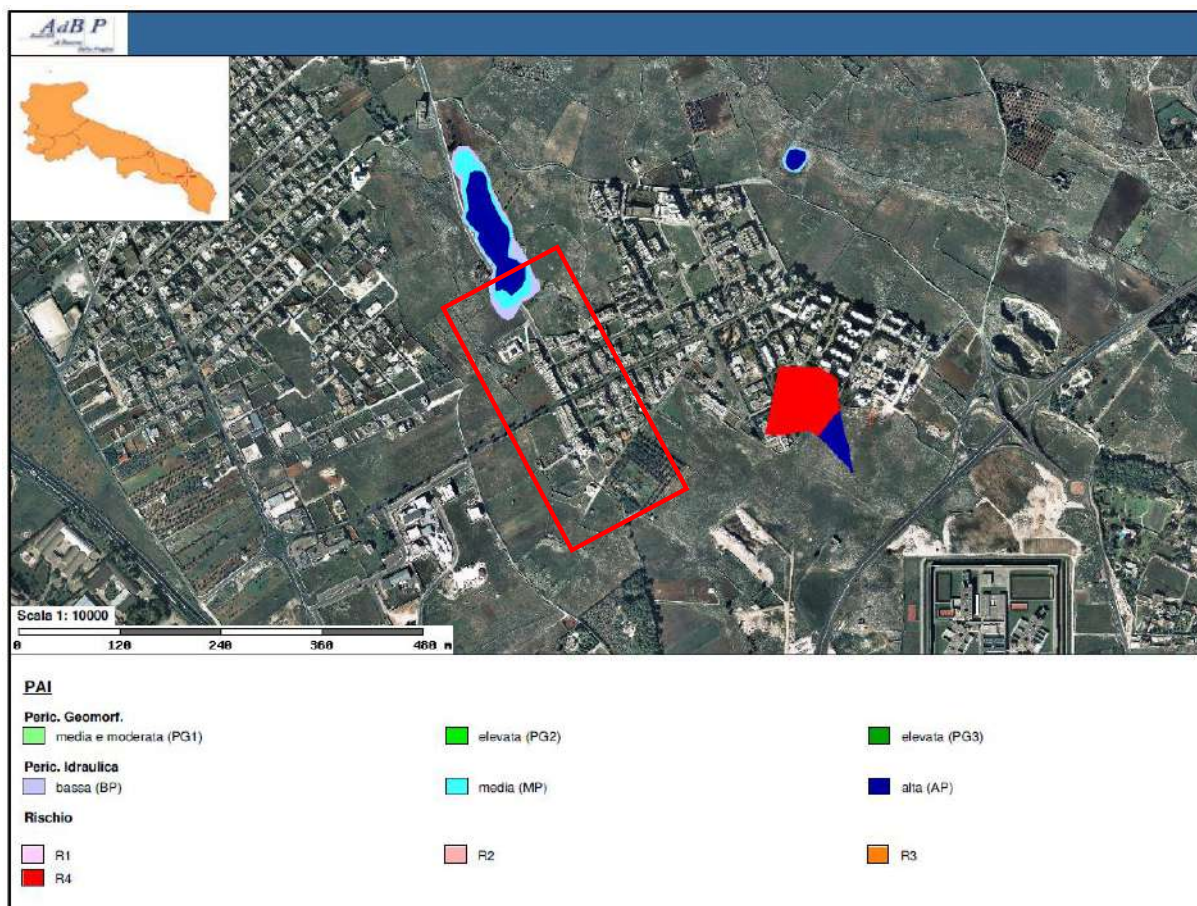 AdB P
Scala 1: 10000
0 120 240 360 480 m
PAI
Peric. Geomorf.
media e moderata (PG1) elevata (PG2) elevata (PG3)
Peric. Idraulica
bassa (BP) media (MP) alta (AP)
Rischio
R1 R2 R3
R4